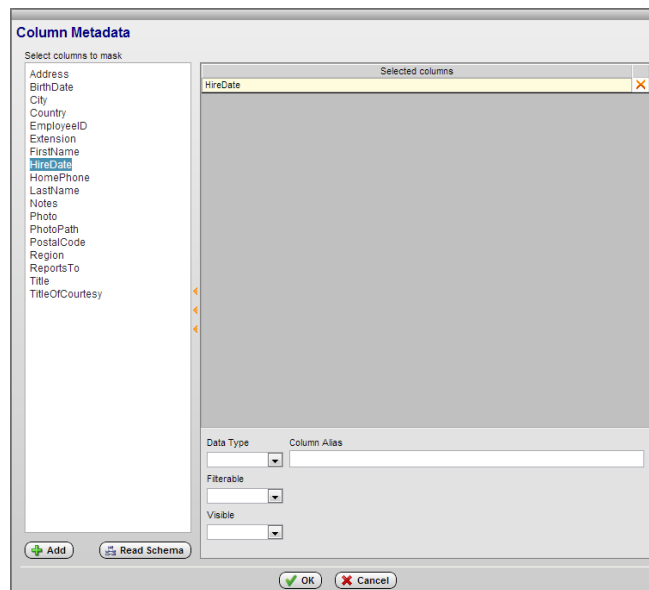 Column Metadata
Select columns to mask
Address
BirthDate
City
Country
EmployeeID
Extension
FirstName
HireDate
HomePhone
LastName
Notes
Photo
PhotoPath
PostalCode
Region
ReportsTo
Title
TitleOfCourtesy
Selected columns
HireDate
Data Type Column Alias
Filterable
Visible
Add Read Schema
OK Cancel